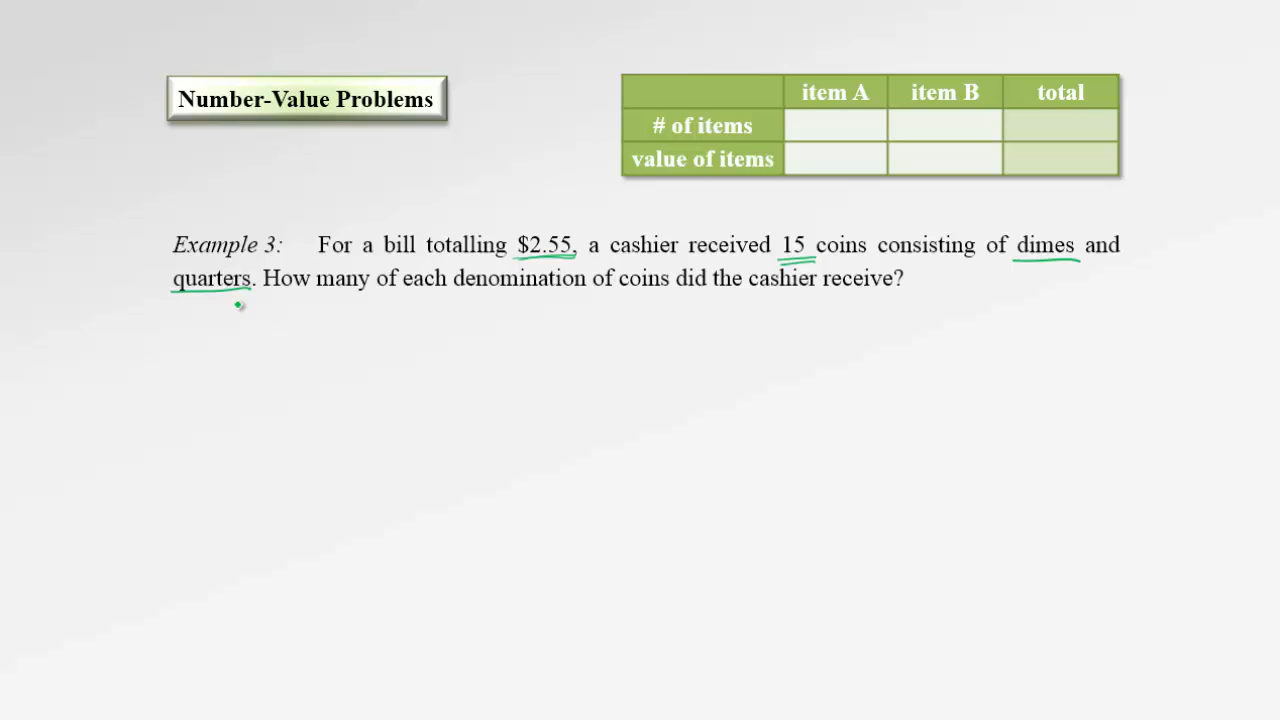 Number-Value Problems
item A item B total
# of items
value of items
Example 3: For a bill totalling $2.55, a cashier received 15 coins consisting of dimes and
quarters. How many of each denomination of coins did the cashier receive?